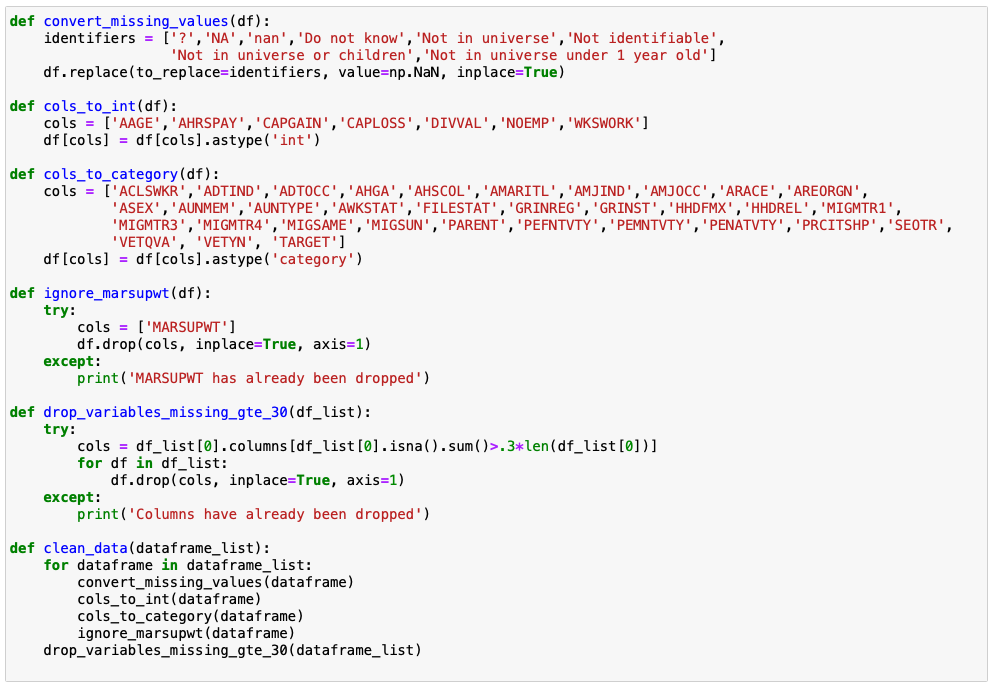 def convert_missing_values(df):
    identifiers = ['?','NA','nan','Do not know','Not in universe','Not identifiable',
                   'Not in universe or children','Not in universe under 1 year old']
    df.replace(to_replace=identifiers, value=np.NaN, inplace=True)

def cols_to_int(df):
    cols = ['AAGE','AHRSPAY','CAPGAIN','CAPLOSS','DIVVAL','NOEMP','WKSWORK']
    df[cols] = df[cols].astype('int')

def cols_to_category(df):
    cols = ['ACLSWKR','ADTIND','ADTOCC','AHGA','AHSCOL','AMARITL','AMJIND','AMJOCC','ARACE','AREORGN',
            'ASEX','AUNMEM','AUNTYPE','AWKSTAT','FILESTAT','GRINREG','GRINST','HHDFMX','HHDREL','MIGMTR1',
            'MIGMTR3','MIGMTR4','MIGSAME','MIGSUN','PARENT','PEFNTVTY','PEMNTVTY','PENATVTY','PRCITSHP','SEOTR',
            'VETQVA', 'VETYN', 'TARGET']
    df[cols] = df[cols].astype('category')

def ignore_marsupwt(df):
    try:
        cols = ['MARSUPWT']
        df.drop(cols, inplace=True, axis=1)
    except:
        print('MARSUPWT has already been dropped')

def drop_variables_missing_gte_30(df_list):
    try:
        cols = df_list[0].columns[df_list[0].isna().sum()>.3*len(df_list[0])]
        for df in df_list:
            df.drop(cols, inplace=True, axis=1)
    except:
        print('Columns have already been dropped')

def clean_data(dataframe_list):
    for dataframe in dataframe_list:
        convert_missing_values(dataframe)
        cols_to_int(dataframe)
        cols_to_category(dataframe)
        ignore_marsupwt(dataframe)
    drop_variables_missing_gte_30(dataframe_list)